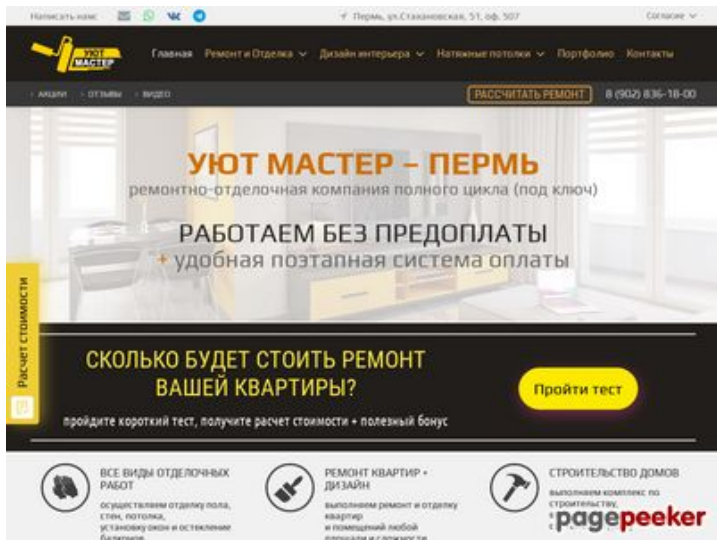 Написать нам:
Пермь, ул.Стахановская, 51, оф. 507
Согласие
УЮТ
МАСТЕР
Главная Ремонт и Отделка Дизайн интерьера Натяжные потолки Портфолио Контакты
АКЦИИ ОТЗЫВЫ ВИДЕО
РАССЧИТАТЬ РЕМОНТ 8 (902) 836-18-00
УЮТ МАСТЕР – ПЕРМЬ
ремонтно-отделочная компания полного цикла (под ключ)
РАБОТАЕМ БЕЗ ПРЕДОПЛАТЫ
+ удобная поэтапная система оплаты
Расчет стоимости
СКОЛЬКО БУДЕТ СТОИТЬ РЕМОНТ
ВАШЕЙ КВАРТИРЫ?
Пройти тест
пройдите короткий тест, получите расчет стоимости + полезный бонус
ВСЕ ВИДЫ ОТДЕЛОЧНЫХ
РАБОТ
осуществляем отделку пола,
стен, потолка,
установку окон и остекление
балконов
РЕМОНТ КВАРТИР +
ДИЗАЙН
выполняем ремонт и отделку
квартир
и помещений любой
площади и сложности
СТРОИТЕЛЬСТВО ДОМОВ
выполняем комплекс по
строительству,
pagepeeker